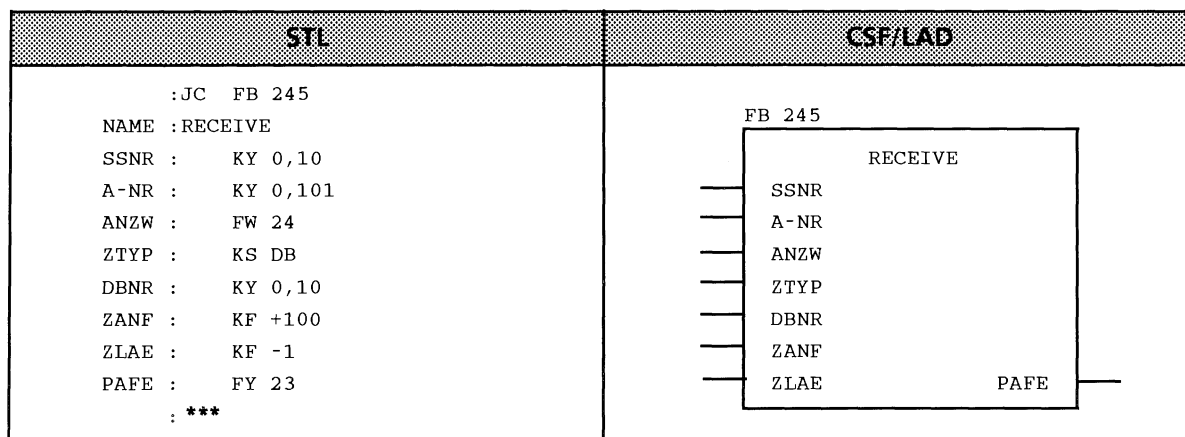 STL
CSF/LAD
:JC FB 245
NAME :RECEIVE
SSNR : KY 0,10
A-NR : KY 0,101
ANZW : FW 24
ZTYP : KS DB
DBNR : KY 0,10
ZANF : KF +100
ZLAE : KF -1
PAFE : FY 23
: ***
FB 245
RECEIVE
SSNR
A-NR
ANZW
ZTYP
DBNR
ZANF
ZLAE PAFE